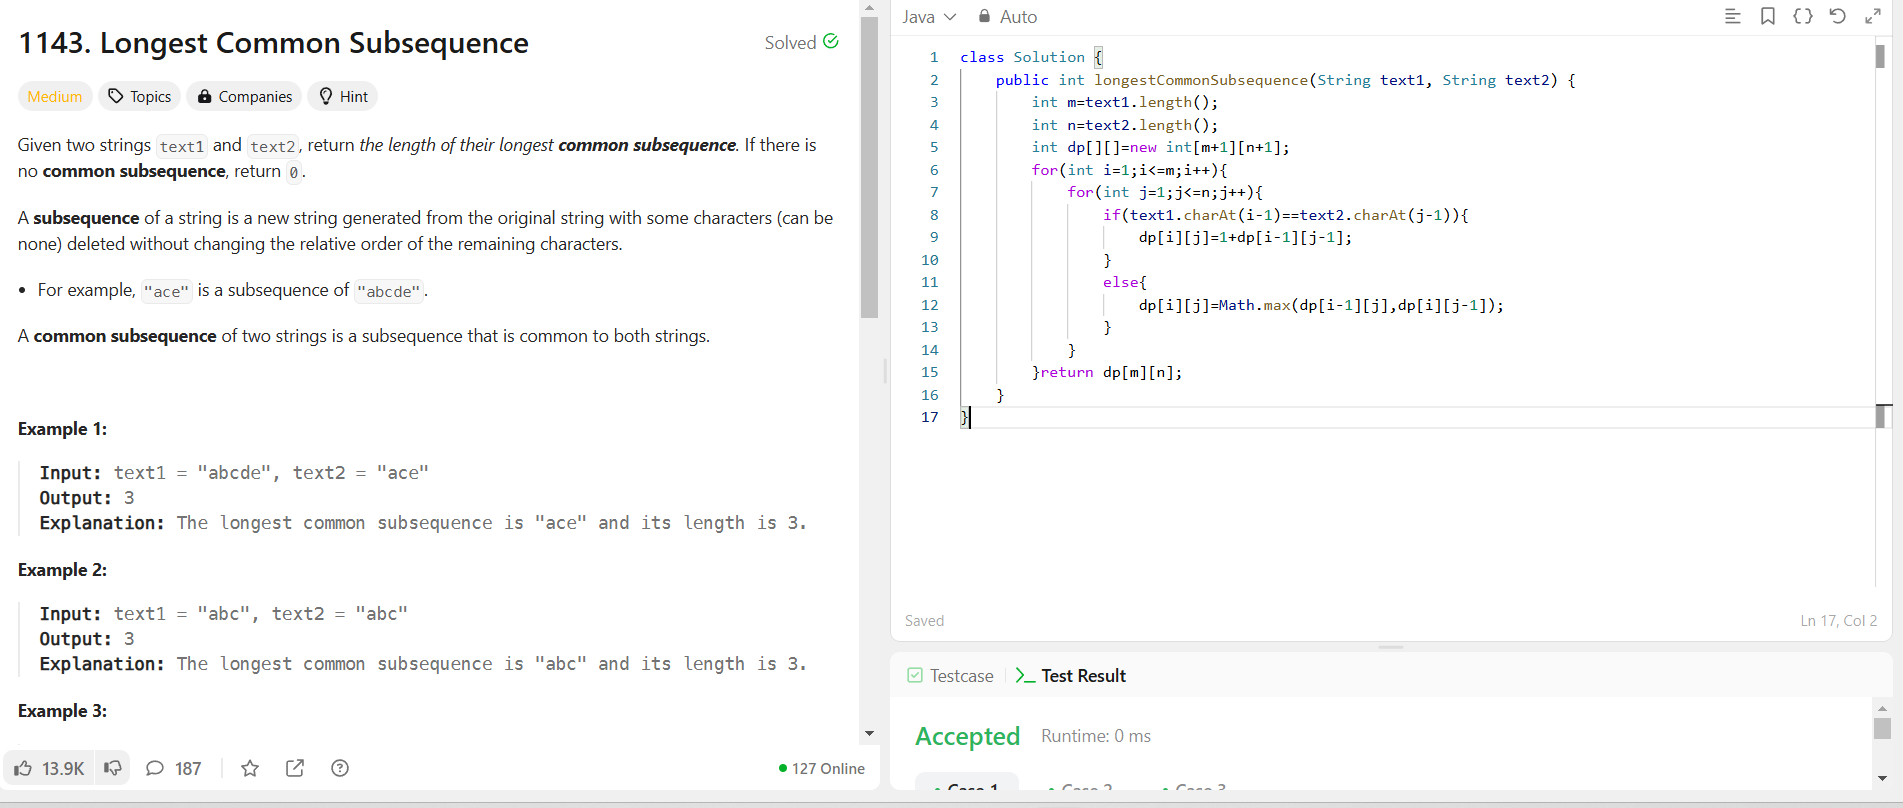 1143. Longest Common Subsequence
Solved
Medium
Topics
Companies
Hint
Given two strings text1 and text2, return the length of their longest common subsequence. If there is
no common subsequence, return 0.
A subsequence of a string is a new string generated from the original string with some characters (can be
none) deleted without changing the relative order of the remaining characters.
• For example, "ace" is a subsequence of "abcde".
A common subsequence of two strings is a subsequence that is common to both strings.
Example 1:
Input: text1 = "abcde", text2 = "ace"
Output: 3
Explanation: The longest common subsequence is "ace" and its length is 3.
Example 2:
Input: text1 = "abc", text2 = "abc"
Output: 3
Explanation: The longest common subsequence is "abc" and its length is 3.
Example 3:
13.9K
187
127 Online
Java
Auto
1 class Solution {
2 public int longestCommonSubsequence(String text1, String text2) {
3 int m=text1.length();
4 int n=text2.length();
5 int dp[][]=new int[m+1][n+1];
6 for(int i=1;i<=m;i++){
7 for(int j=1;j<=n;j++){
8 if(text1.charAt(i-1)==text2.charAt(j-1)){
9 dp[i][j]=1+dp[i-1][j-1];
10 }
11 else{
12 dp[i][j]=Math.max(dp[i-1][j],dp[i][j-1]);
13 }
14 }
15 }return dp[m][n];
16 }
17 }
Saved
Ln 17, Col 2
Testcase
Test Result
Accepted
Runtime: 0 ms
Case 1
Case 2
Case 3